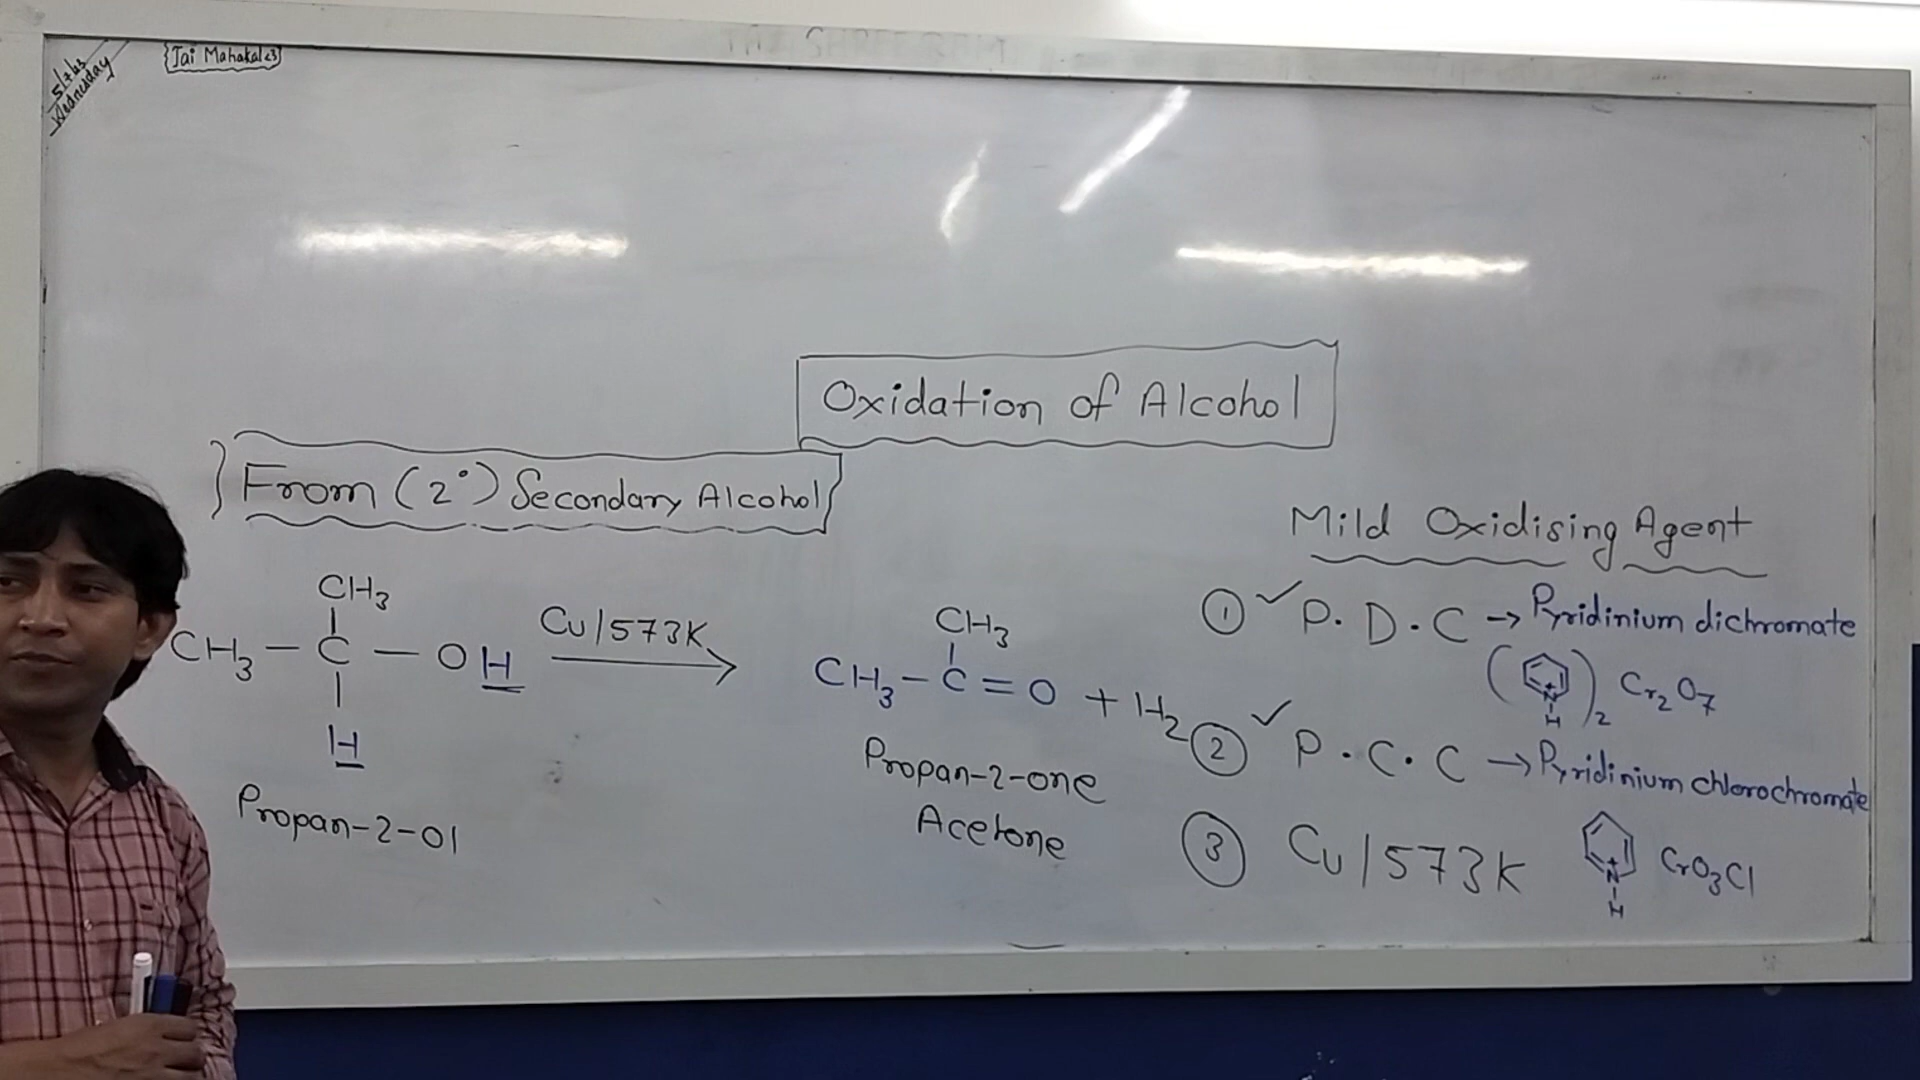 5/7/23
Wednesday
Jai Mahakal<3
Oxidation of Alcohol
From (2°) Secondary Alcohol
CH3
CH3 - C - OH
H
Propan-2-ol
Cu/573K
CH3
CH3 - C = O + H2
Propan-2-one
Acetone
Mild Oxidising Agent
① ✓ P. D. C → Pyridinium dichromate
( N+ H )2 Cr2O7
② ✓ P. C. C → Pyridinium chlorochromate
③ Cu/573K
N+ H CrO3Cl